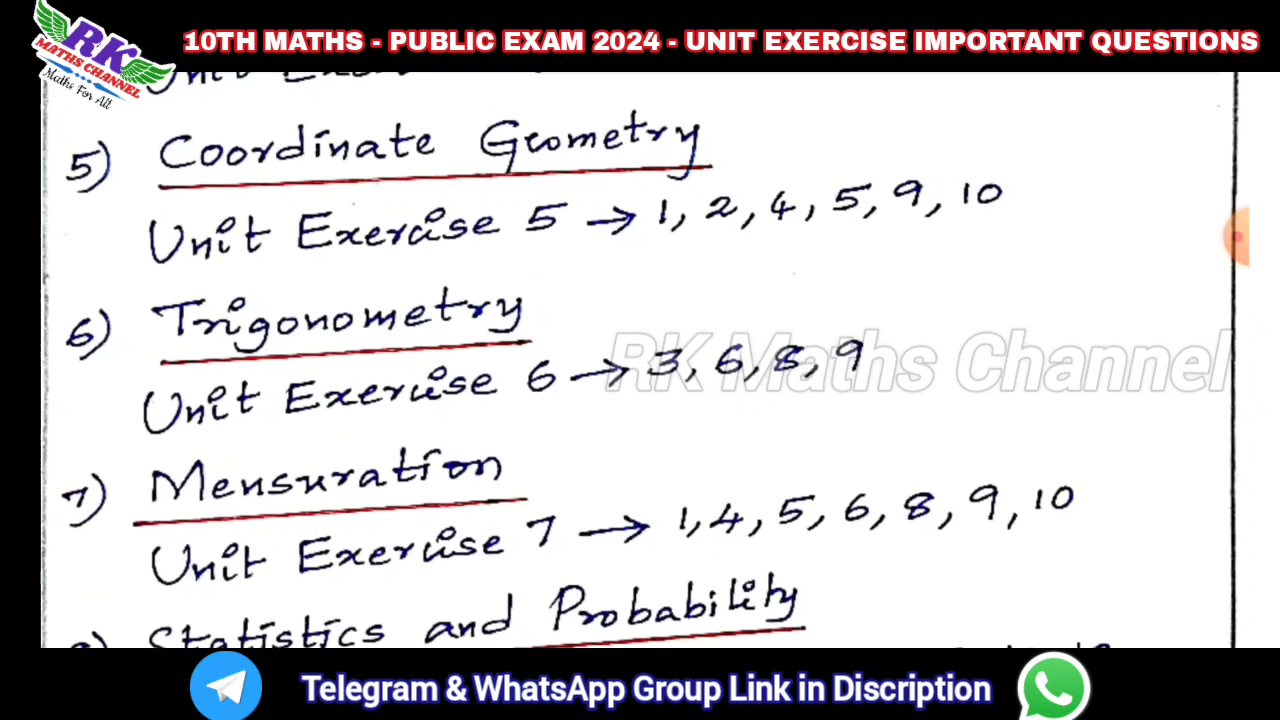 RK
MATHS CHANNEL
Maths For All
10TH MATHS - PUBLIC EXAM 2024 - UNIT EXERCISE IMPORTANT QUESTIONS
5) Coordinate Geometry
Unit Exercise 5 → 1, 2, 4, 5, 9, 10
6) Trigonometry
Unit Exercise 6 → 3, 6, 8, 9
RK Maths Channel
7) Mensuration
Unit Exercise 7 → 1, 4, 5, 6, 8, 9, 10
Statistics and Probability
Telegram & WhatsApp Group Link in Discription